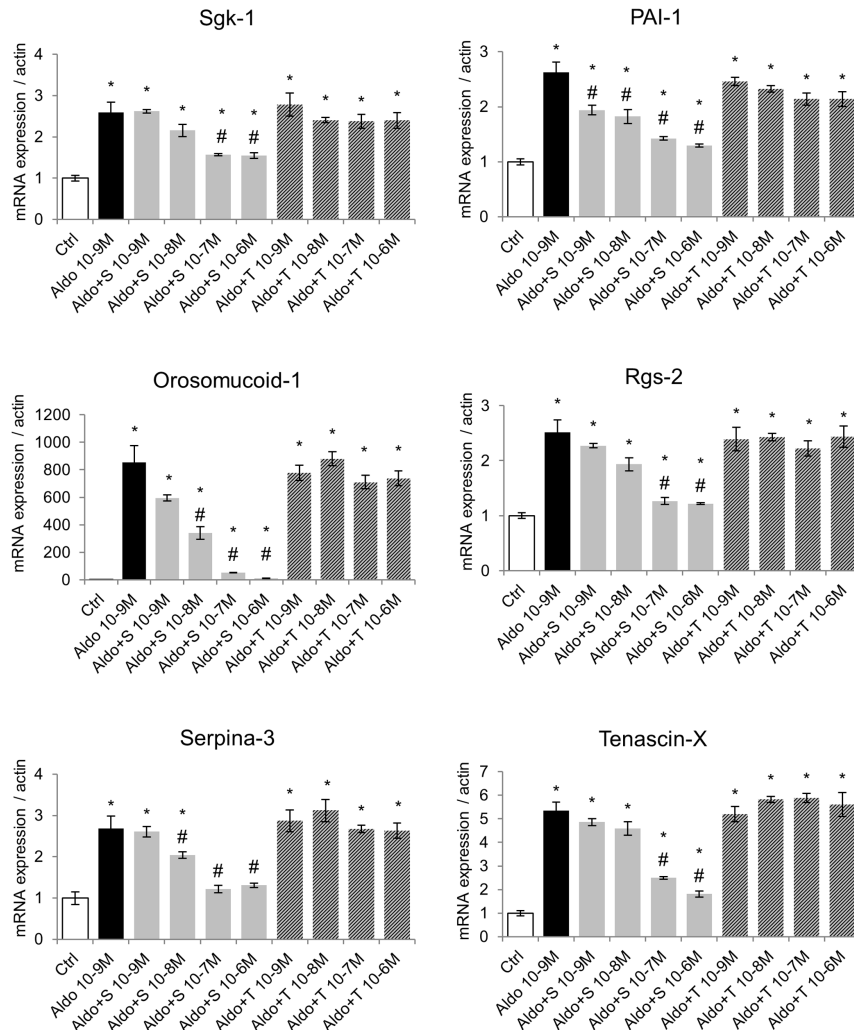 Sgk-1
mRNA expression / actin
4
3
2
1
0
*
*
*
*
#
*
#
*
*
*
*
Ctrl
Aldo 10-9M
Aldo+S 10-9M
Aldo+S 10-8M
Aldo+S 10-7M
Aldo+S 10-6M
Aldo+T 10-9M
Aldo+T 10-8M
Aldo+T 10-7M
Aldo+T 10-6M
PAI-1
mRNA expression / actin
3
2
1
0
*
*
#
*
#
*
#
*
#
*
*
*
*
Ctrl
Aldo 10-9M
Aldo+S 10-9M
Aldo+S 10-8M
Aldo+S 10-7M
Aldo+S 10-6M
Aldo+T 10-9M
Aldo+T 10-8M
Aldo+T 10-7M
Aldo+T 10-6M
Orosomucoid-1
mRNA expression / actin
1200
1000
800
600
400
200
0
*
*
*
#
*
#
*
#
*
*
*
*
Ctrl
Aldo 10-9M
Aldo+S 10-9M
Aldo+S 10-8M
Aldo+S 10-7M
Aldo+S 10-6M
Aldo+T 10-9M
Aldo+T 10-8M
Aldo+T 10-7M
Aldo+T 10-6M
Rgs-2
mRNA expression / actin
3
2
1
0
*
*
*
*
#
*
#
*
*
*
*
Ctrl
Aldo 10-9M
Aldo+S 10-9M
Aldo+S 10-8M
Aldo+S 10-7M
Aldo+S 10-6M
Aldo+T 10-9M
Aldo+T 10-8M
Aldo+T 10-7M
Aldo+T 10-6M
Serpina-3
mRNA expression / actin
4
3
2
1
0
*
*
*
#
#
*
#
*
*
*
*
Ctrl
Aldo 10-9M
Aldo+S 10-9M
Aldo+S 10-8M
Aldo+S 10-7M
Aldo+S 10-6M
Aldo+T 10-9M
Aldo+T 10-8M
Aldo+T 10-7M
Aldo+T 10-6M
Tenascin-X
mRNA expression / actin
7
6
5
4
3
2
1
0
*
*
*
*
#
*
#
*
*
*
*
Ctrl
Aldo 10-9M
Aldo+S 10-9M
Aldo+S 10-8M
Aldo+S 10-7M
Aldo+S 10-6M
Aldo+T 10-9M
Aldo+T 10-8M
Aldo+T 10-7M
Aldo+T 10-6M